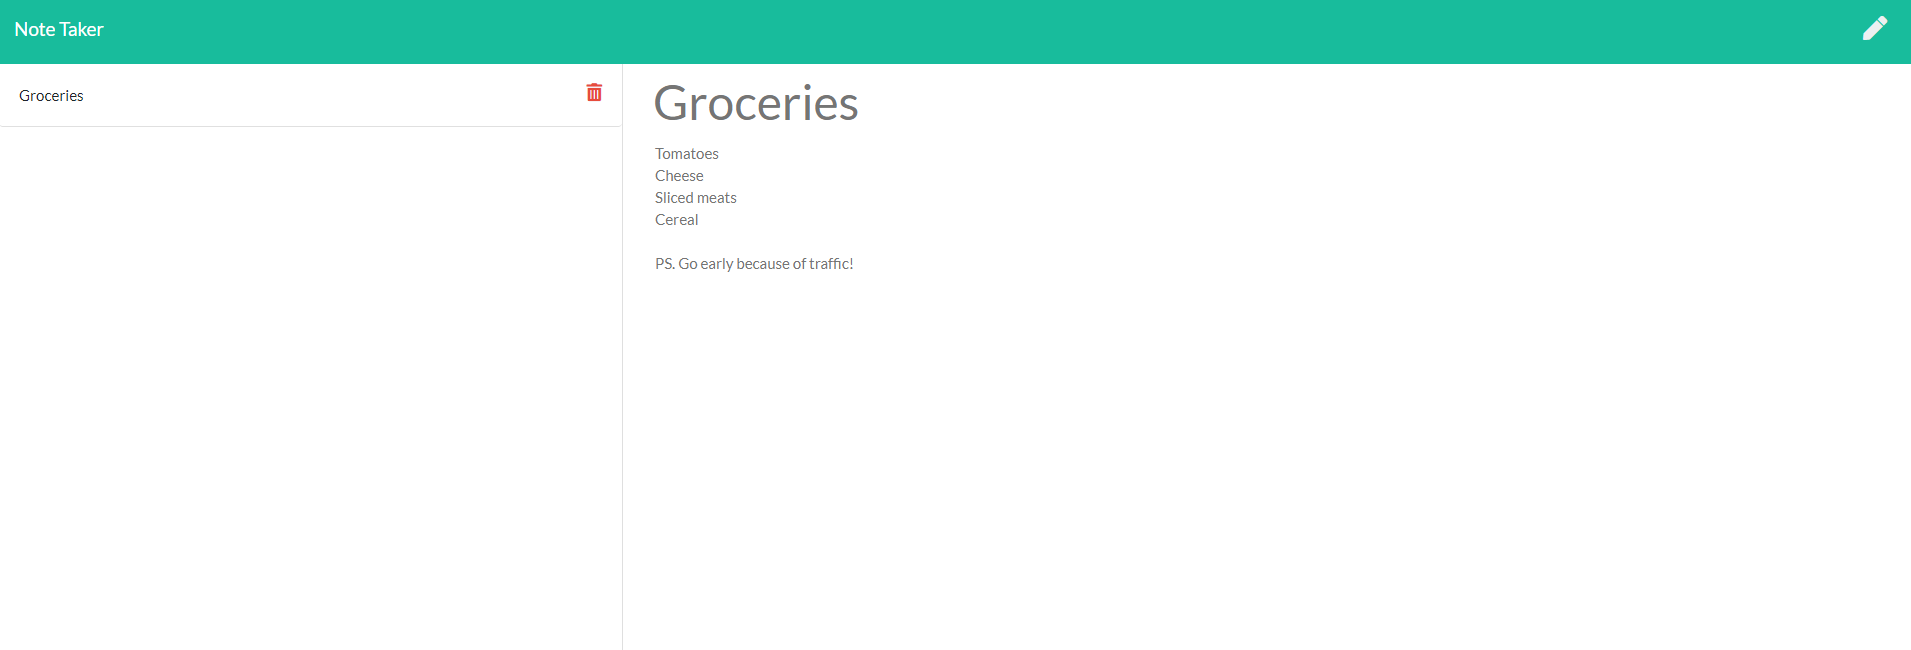 Note Taker
Groceries
Groceries
Tomatoes
Cheese
Sliced meats
Cereal
PS. Go early because of traffic!